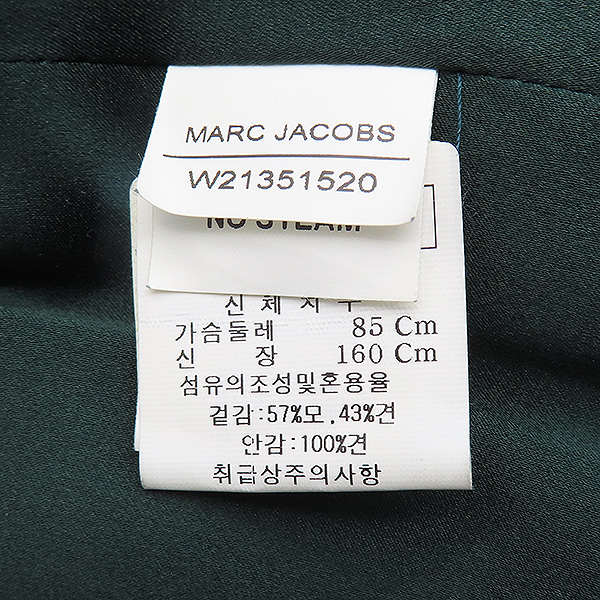 MARC JACOBS
W21351520
NO STEAM
신체치수
가슴둘레 85 Cm
신 장 160 Cm
섬유의조성및혼용율
겉감:57%모,43%견
안감:100%견
취급상주의사항